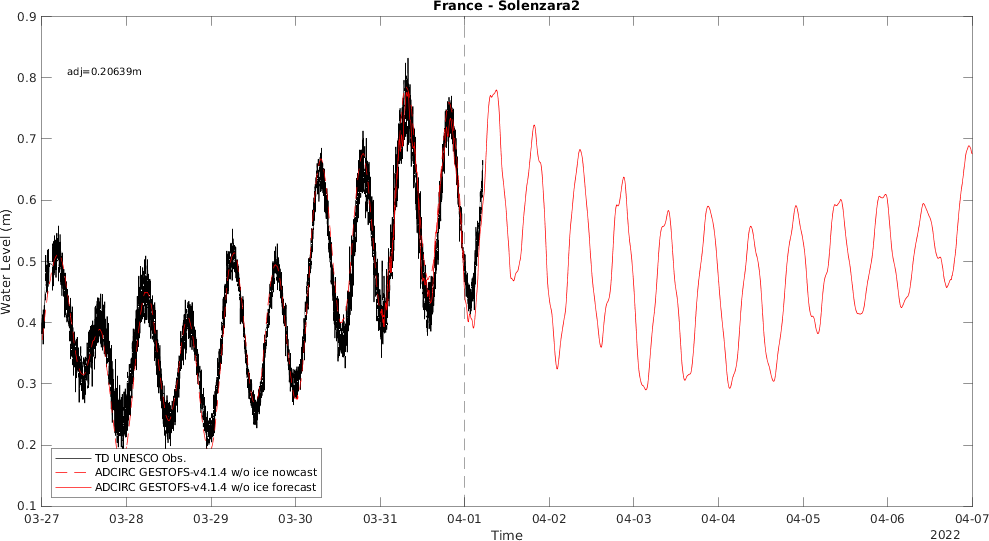 France - Solenzara2
0.9
0.8
0.7
0.6
0.5
0.4
0.3
0.2
0.1
Water Level (m)
adj=0.20639m
TD UNESCO Obs.
ADCIRC GESTOFS-v4.1.4 w/o ice nowcast
ADCIRC GESTOFS-v4.1.4 w/o ice forecast
03-27 03-28 03-29 03-30 03-31 04-01 04-02 04-03 04-04 04-05 04-06 04-07
Time
2022